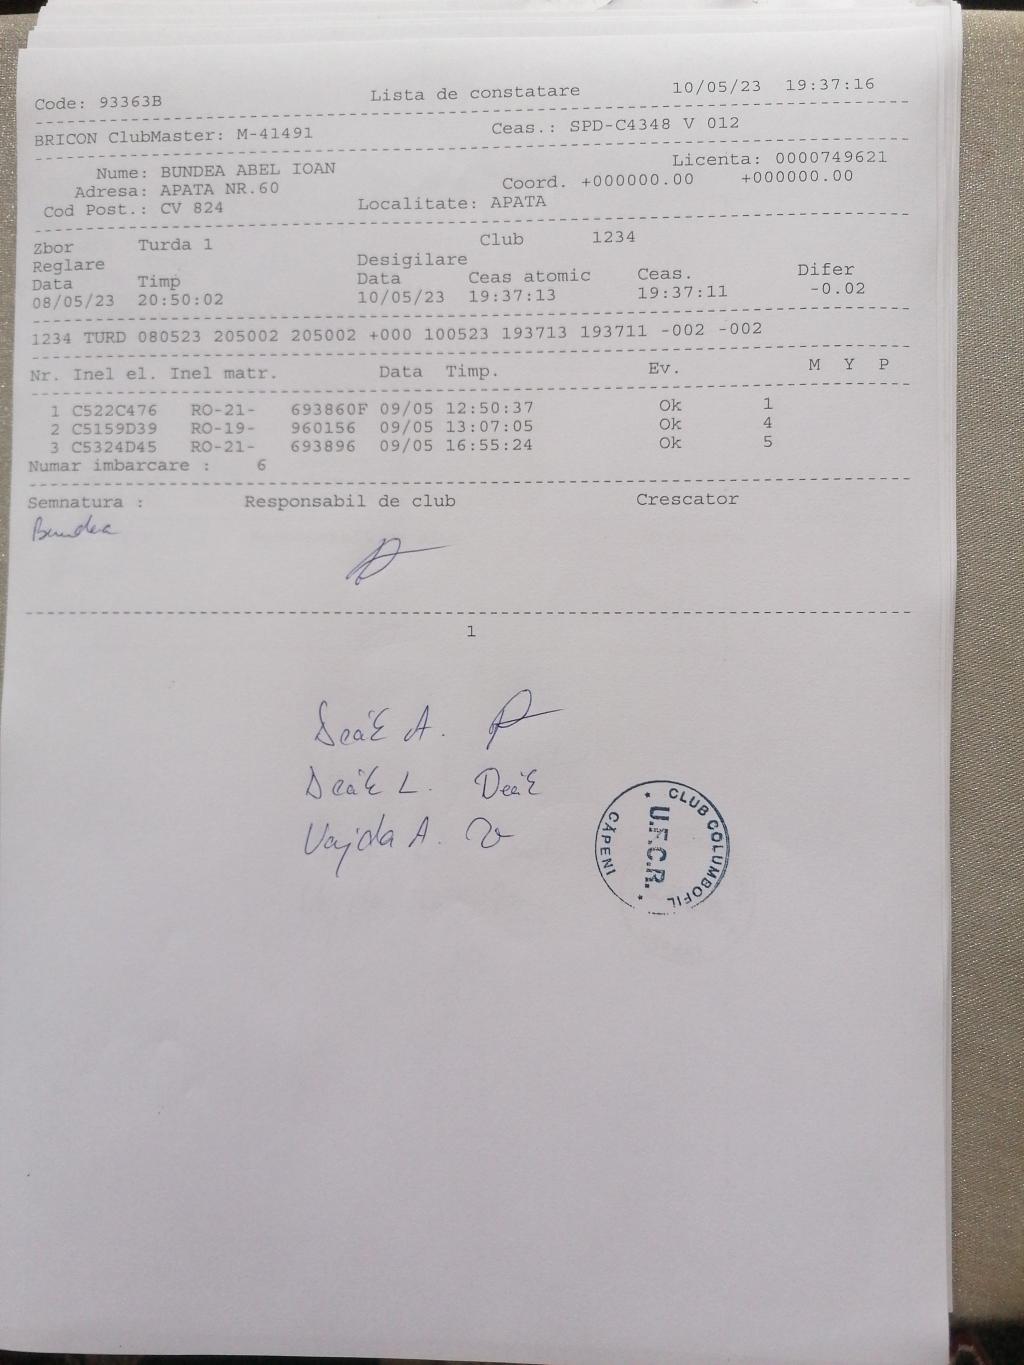 Code: 93363B Lista de constatare 10/05/23 19:37:16
BRICON ClubMaster: M-41491 Ceas.: SPD-C4348 V 012
Nume: BUNDEA ABEL IOAN Licenta: 0000749621
Adresa: APATA NR.60 Coord. +000000.00 +000000.00
Cod Post.: CV 824 Localitate: APATA
Zbor Turda 1 Club 1234
Reglare Desigilare
Data Timp Data Ceas atomic Ceas. Difer
08/05/23 20:50:02 10/05/23 19:37:13 19:37:11 -0.02
1234 TURD 080523 205002 205002 +000 100523 193713 193711 -002 -002
Nr. Inel el. Inel matr. Data Timp. Ev. M Y P
1 C522C476 RO-21- 693860F 09/05 12:50:37 Ok 1
2 C5159D39 RO-19- 960156 09/05 13:07:05 Ok 4
3 C5324D45 RO-21- 693896 09/05 16:55:24 Ok 5
Numar imbarcare : 6
Semnatura : Responsabil de club Crescator
Bundea
1
Deák A.
Deák L. Deák
Vajda A.
CLUB COLUMBOFIL
U.F.C.R.
CĂPENI